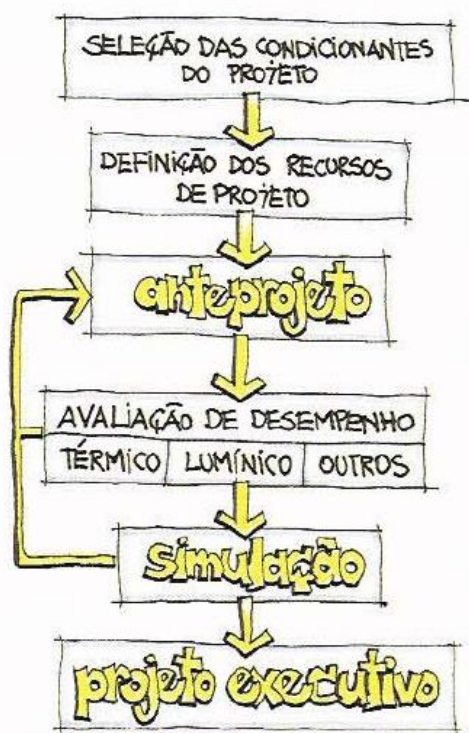 SELEÇÃO DAS CONDICIONANTES
DO PROJETO
DEFINIÇÃO DOS RECURSOS
DE PROJETO
anteprojeto
AVALIAÇÃO DE DESEMPENHO
TÉRMICO LUMÍNICO OUTROS
simulação
projeto executivo